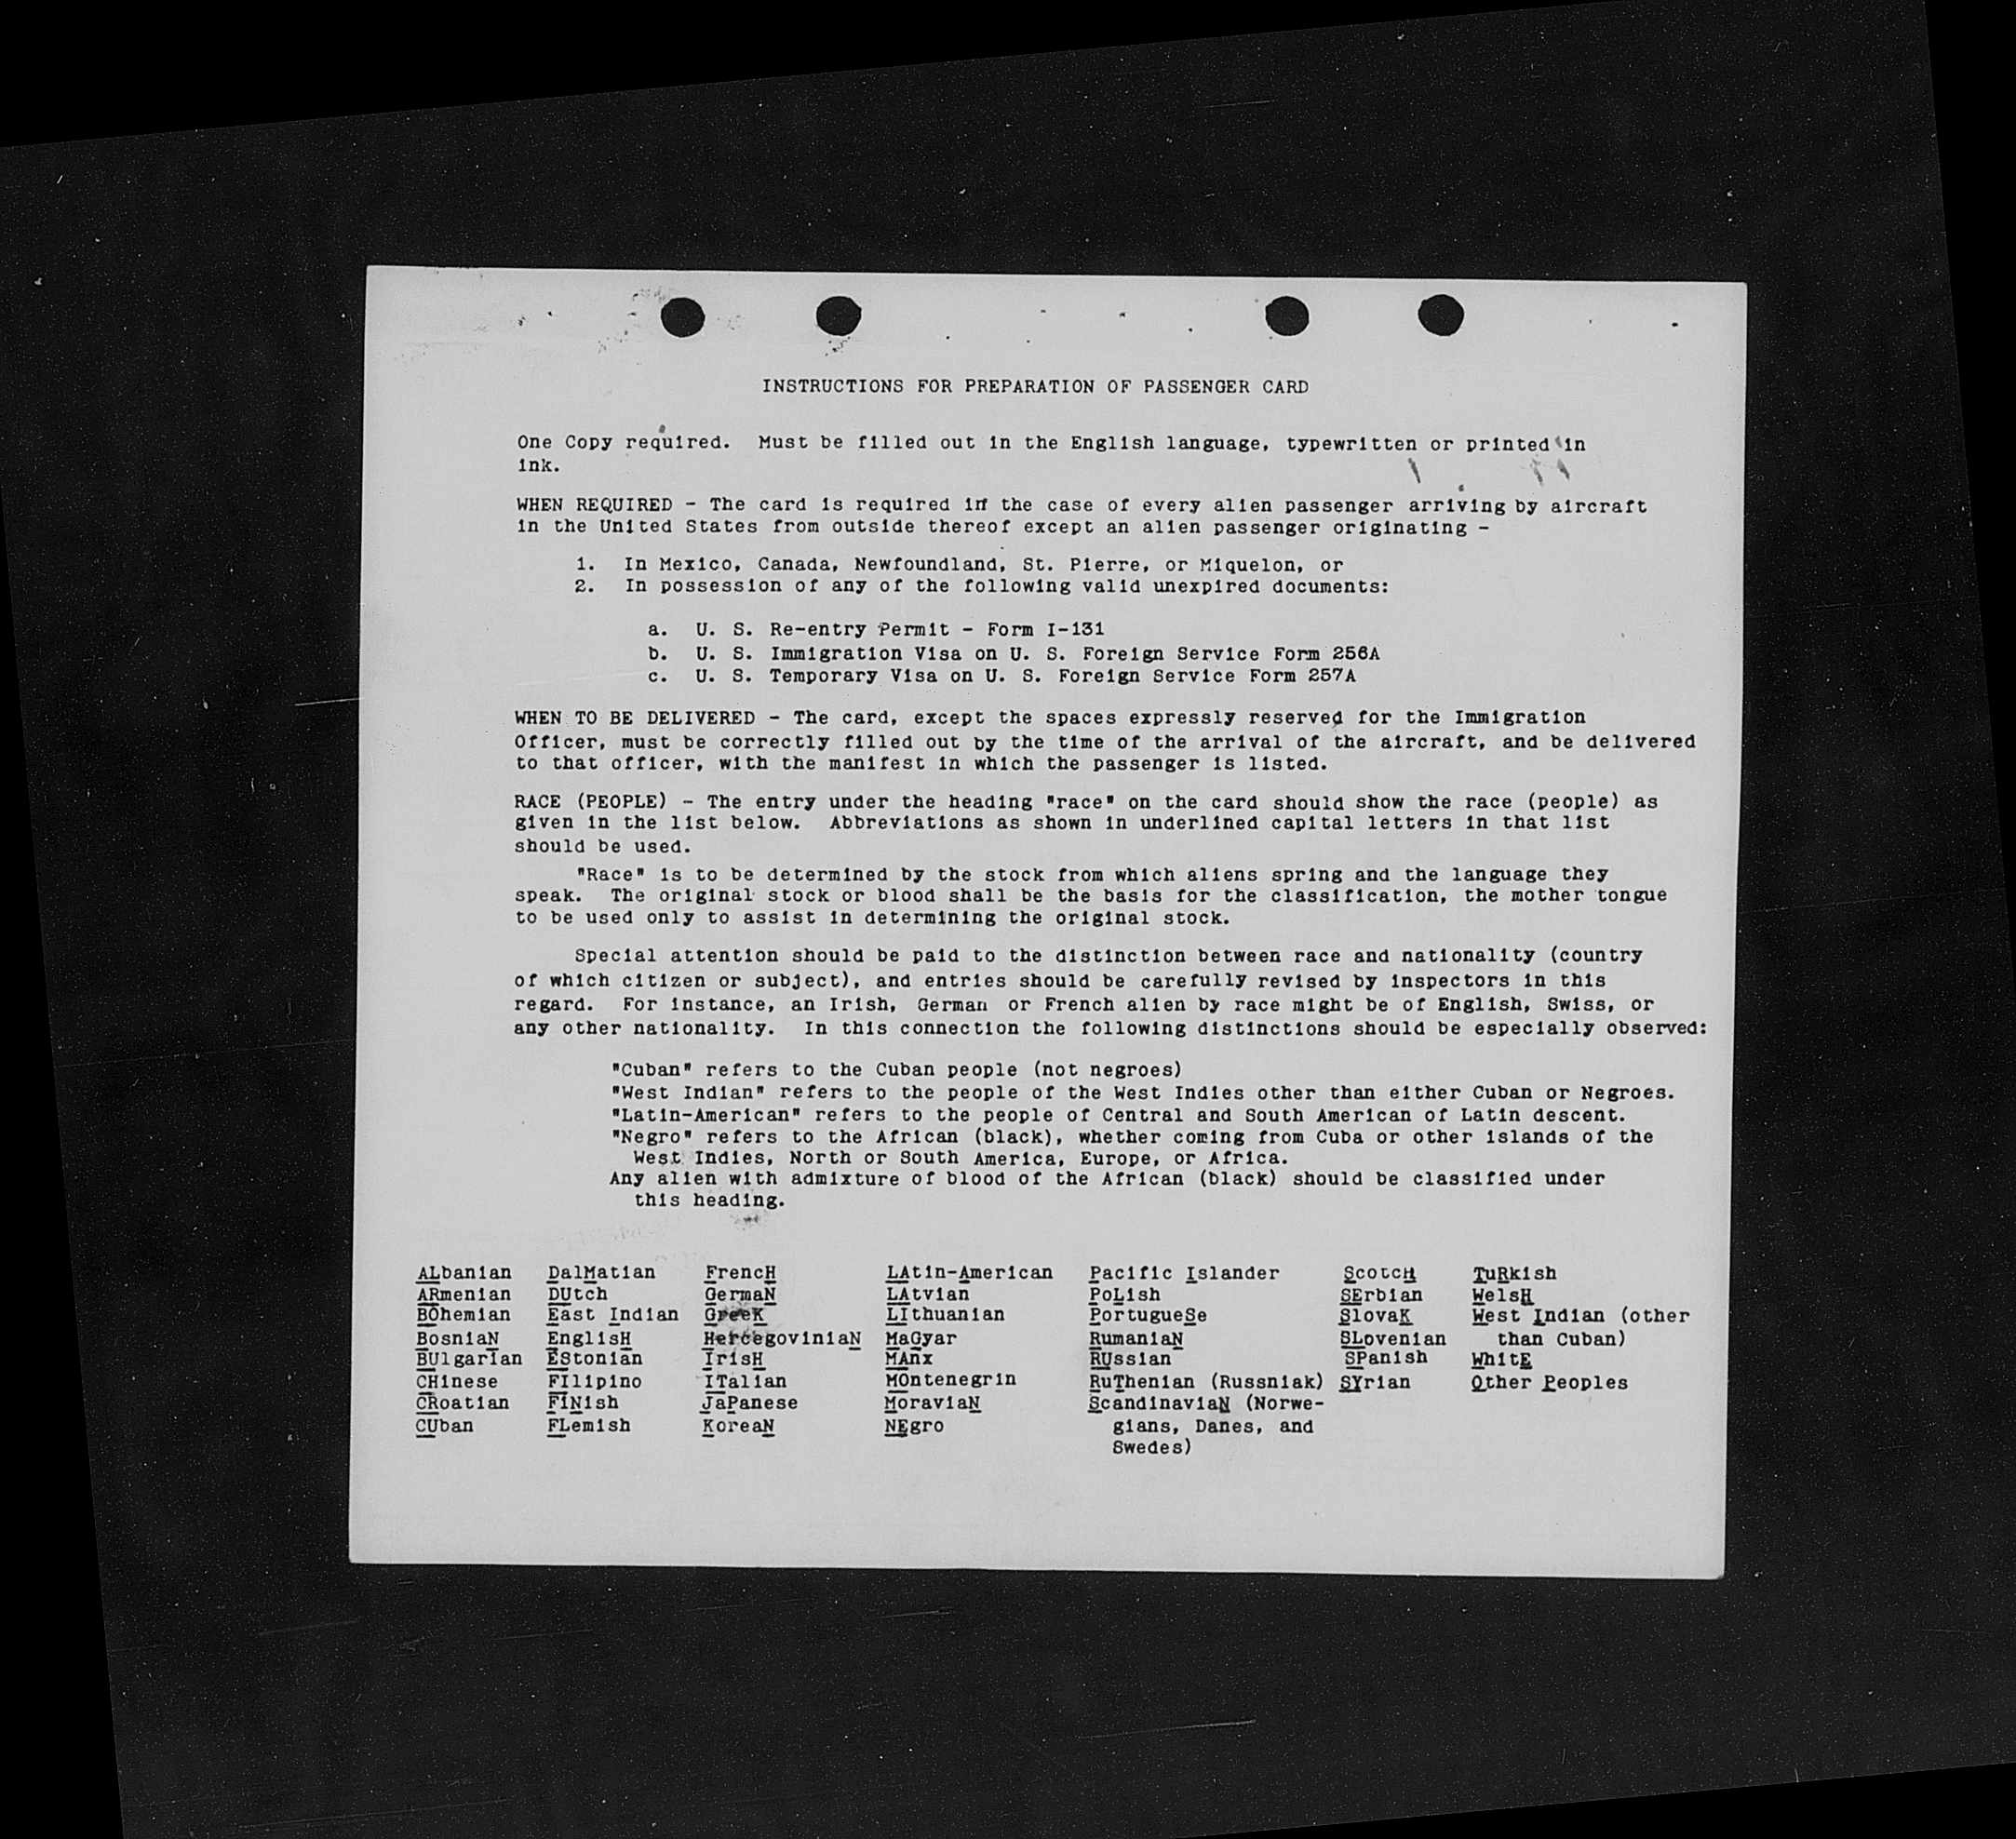 INSTRUCTIONS FOR PREPARATION OF PASSENGER CARD
One Copy required. Must be filled out in the English language, typewritten or printed in
ink.
WHEN REQUIRED - The card is required in the case of every alien passenger arriving by aircraft
in the United States from outside thereof except an alien passenger originating -
1. In Mexico, Canada, Newfoundland, St. Pierre, or Miquelon, or
2. In possession of any of the following valid unexpired documents:
a. U. S. Re-entry Permit - Form I-131
b. U. S. Immigration Visa on U. S. Foreign Service Form 256A
c. U. S. Temporary Visa on U. S. Foreign Service Form 257A
WHEN TO BE DELIVERED - The card, except the spaces expressly reserved for the Immigration
Officer, must be correctly filled out by the time of the arrival of the aircraft, and be delivered
to that officer, with the manifest in which the passenger is listed.
RACE (PEOPLE) - The entry under the heading "race" on the card should show the race (people) as
given in the list below. Abbreviations as shown in underlined capital letters in that list
should be used.
"Race" is to be determined by the stock from which aliens spring and the language they
speak. The original stock or blood shall be the basis for the classification, the mother tongue
to be used only to assist in determining the original stock.
Special attention should be paid to the distinction between race and nationality (country
of which citizen or subject), and entries should be carefully revised by inspectors in this
regard. For instance, an Irish, German or French alien by race might be of English, Swiss, or
any other nationality. In this connection the following distinctions should be especially observed:
"Cuban" refers to the Cuban people (not negroes)
"West Indian" refers to the people of the West Indies other than either Cuban or Negroes.
"Latin-American" refers to the people of Central and South American of Latin descent.
"Negro" refers to the African (black), whether coming from Cuba or other islands of the
West Indies, North or South America, Europe, or Africa.
Any alien with admixture of blood of the African (black) should be classified under
this heading.
ALbanian DalMatian FrencH LAtin-American Pacific Islander ScotcH TuRkish
ARmenian DUtch GermaN LAtvian PoLish SErbian WelsH
BOhemian East Indian GreeK LIthuanian PortugueSe SlovaK West Indian (other
BosniaN EnglisH HercegoviniaN MaGyar RumaniaN SLovenian than Cuban)
BUlgarIan EStonian IrisH MAnx RUssian SPanish WhitE
CHinese FIlipino ITalian MOntenegrin RuThenian (Russniak) SYrian Other Peoples
CRoatian FINish JaPanese MoraviaN ScandinaviaN (Norwe-
CUban FLemish KoreaN NEgro gians, Danes, and
Swedes)